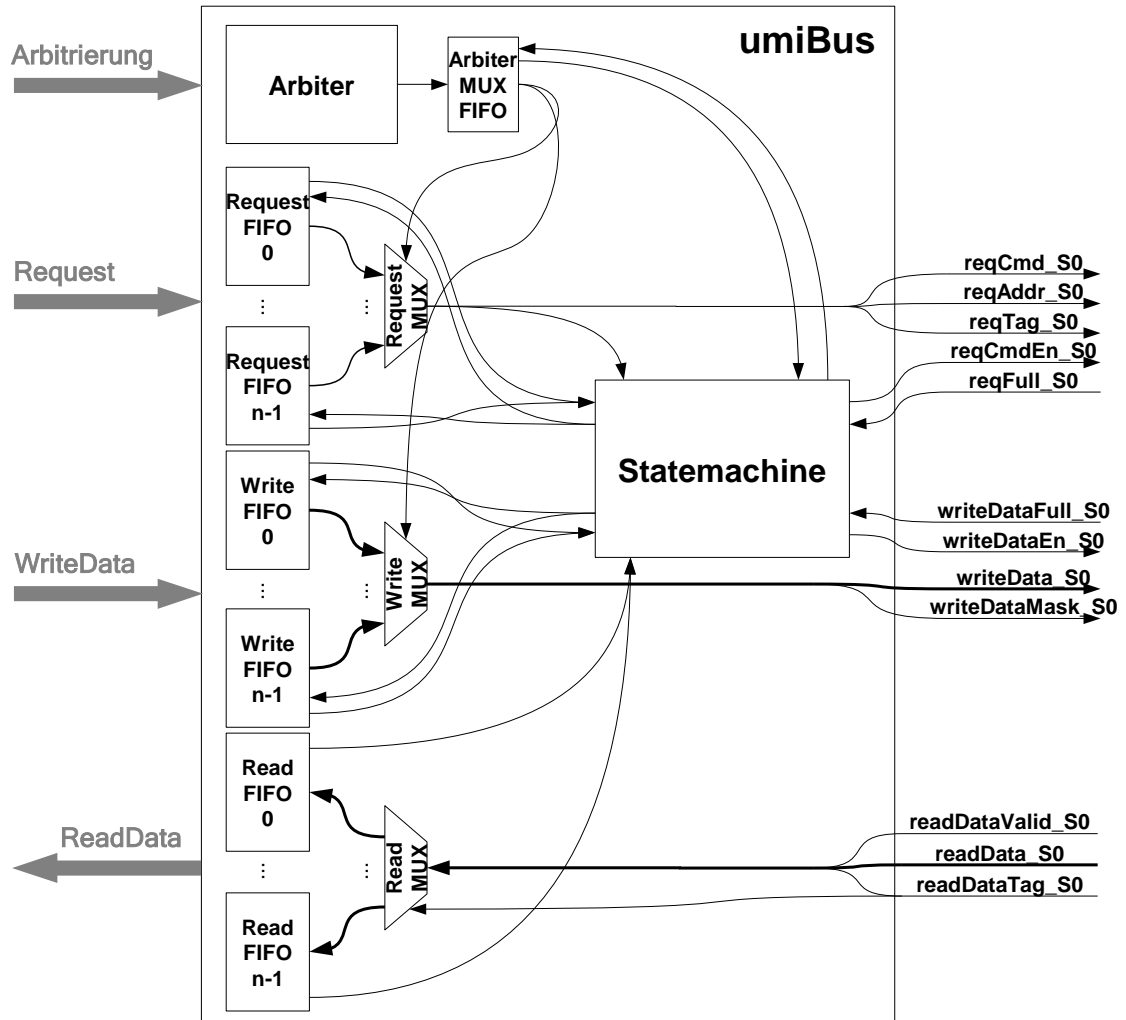 umiBus
Arbitrierung
Arbiter
Arbiter
MUX
FIFO
Request
Request
FIFO
0
...
Request
FIFO
n-1
...
Request
MUX
reqCmd_S0
reqAddr_S0
reqTag_S0
reqCmdEn_S0
reqFull_S0
Statemachine
WriteData
Write
FIFO
0
...
Write
FIFO
n-1
...
Write
MUX
writeDataFull_S0
writeDataEn_S0
writeData_S0
writeDataMask_S0
ReadData
Read
FIFO
0
...
Read
FIFO
n-1
...
Read
MUX
readDataValid_S0
readData_S0
readDataTag_S0